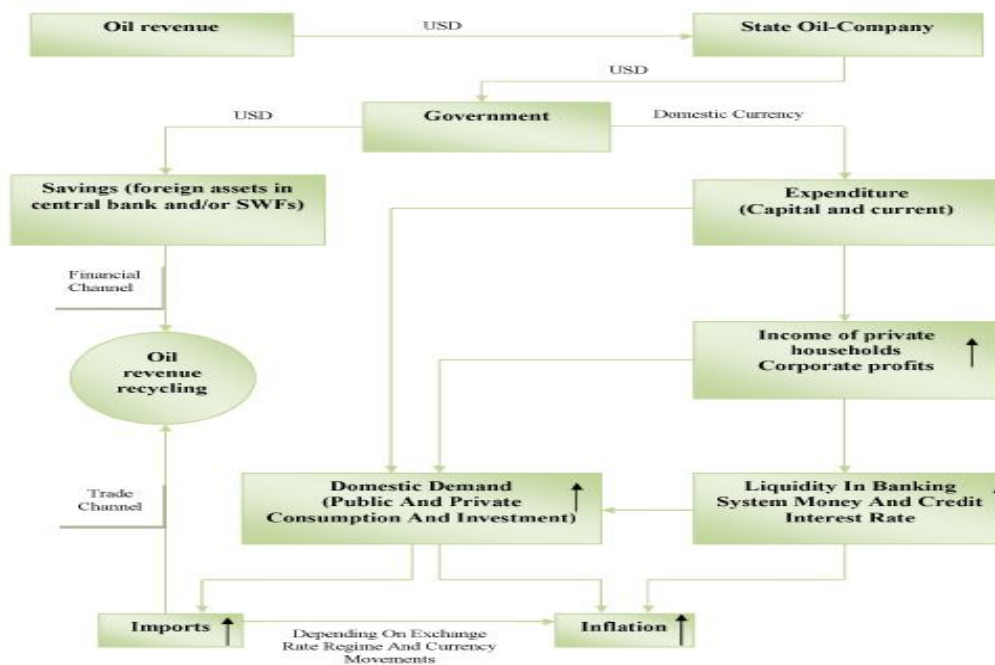 Oil revenue
USD
State Oil-Company
USD
Government
USD
Domestic Currency
Savings (foreign assets in
central bank and/or SWFs)
Expenditure
(Capital and current)
Financial
Channel
Income of private
households
Corporate profits
Oil
revenue
recycling
Trade
Channel
Domestic Demand
(Public And Private
Consumption And Investment)
Liquidity In Banking
System Money And Credit
Interest Rate
Imports
Depending On Exchange
Rate Regime And Currency
Movements
Inflation